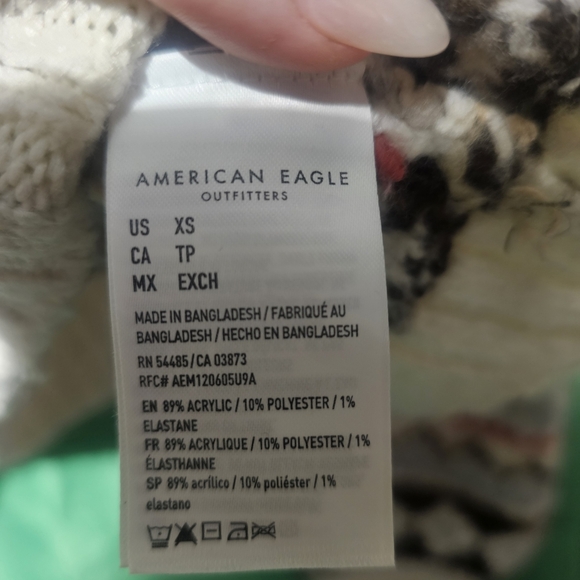 AMERICAN EAGLE
OUTFITTERS
US XS
CA TP
MX EXCH
MADE IN BANGLADESH / FABRIQUÉ AU
BANGLADESH / HECHO EN BANGLADESH
RN 54485 / CA 03873
RFC# AEM120605U9A
EN 89% ACRYLIC / 10% POLYESTER / 1%
ELASTANE
FR 89% ACRYLIQUE / 10% POLYESTER / 1%
ÉLASTHANNE
SP 89% acrílico / 10% poliéster / 1%
elastano